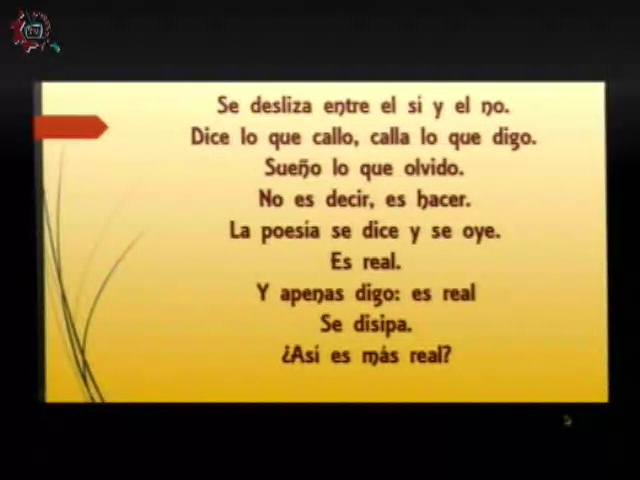 TV
Se desliza entre el si y el no.
Dice lo que callo, calla lo que digo.
Sueño lo que olvido.
No es decir, es hacer.
La poesía se dice y se oye.
Es real.
Y apenas digo: es real
Se disipa.
¿Así es más real?